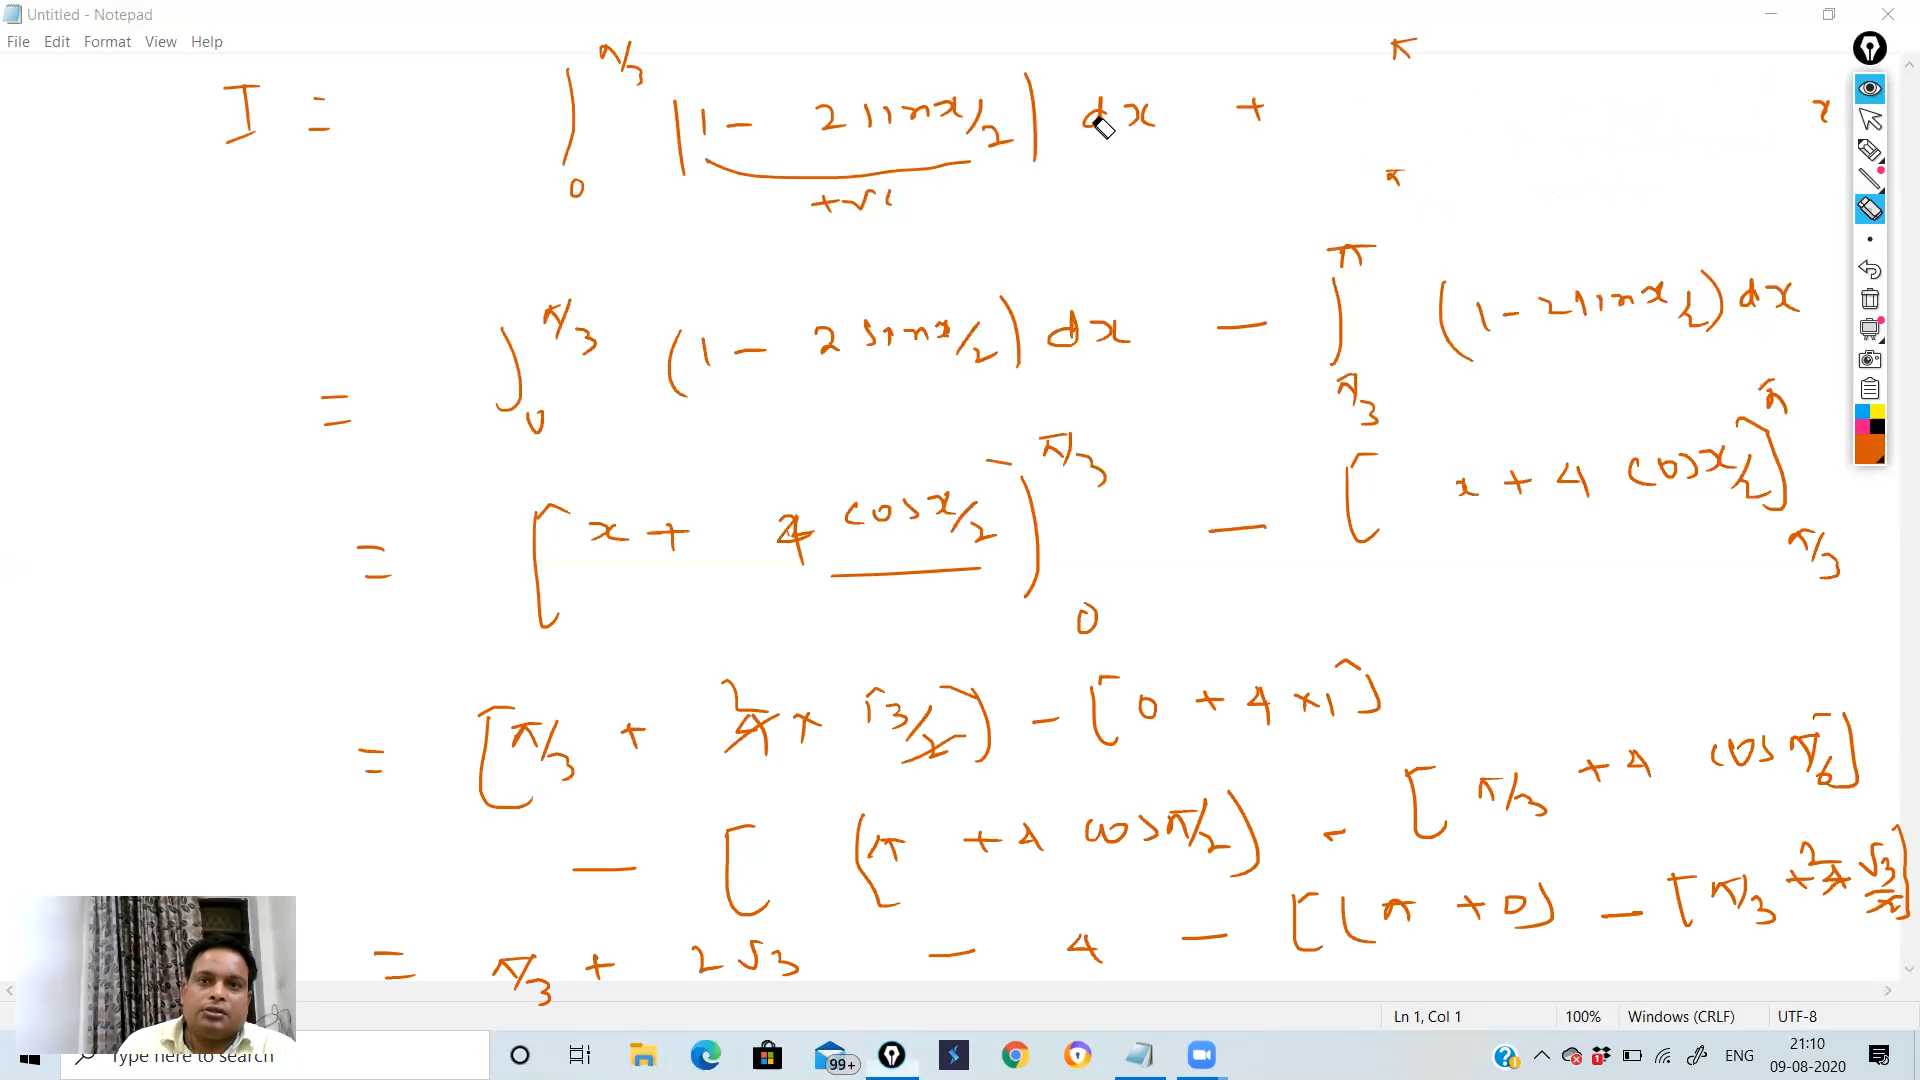 Untitled - Notepad
File Edit Format View Help
I = ∫₀^(π/3) |1 - 2 sin x/2| dx + π
+ve
= ∫₀^(π/3) (1 - 2 sin x/2) dx - ∫_(π/3)^π (1 - 2 sin x/2) dx
= [x + 4 cos x/2]₀^(π/3) - [x + 4 cos x/2]_(π/3)^π
= [π/3 + 4 × √3/2] - [0 + 4 × 1]
- [(π + 4 cos π/2) - [π/3 + 4 cos π/6]
= π/3 + 2√3 - 4 - [(π + 0) - [π/3 + 4 √3/2]
Ln 1, Col 1 100% Windows (CRLF) UTF-8
Type here to search
99+
ENG
21:10
09-08-2020